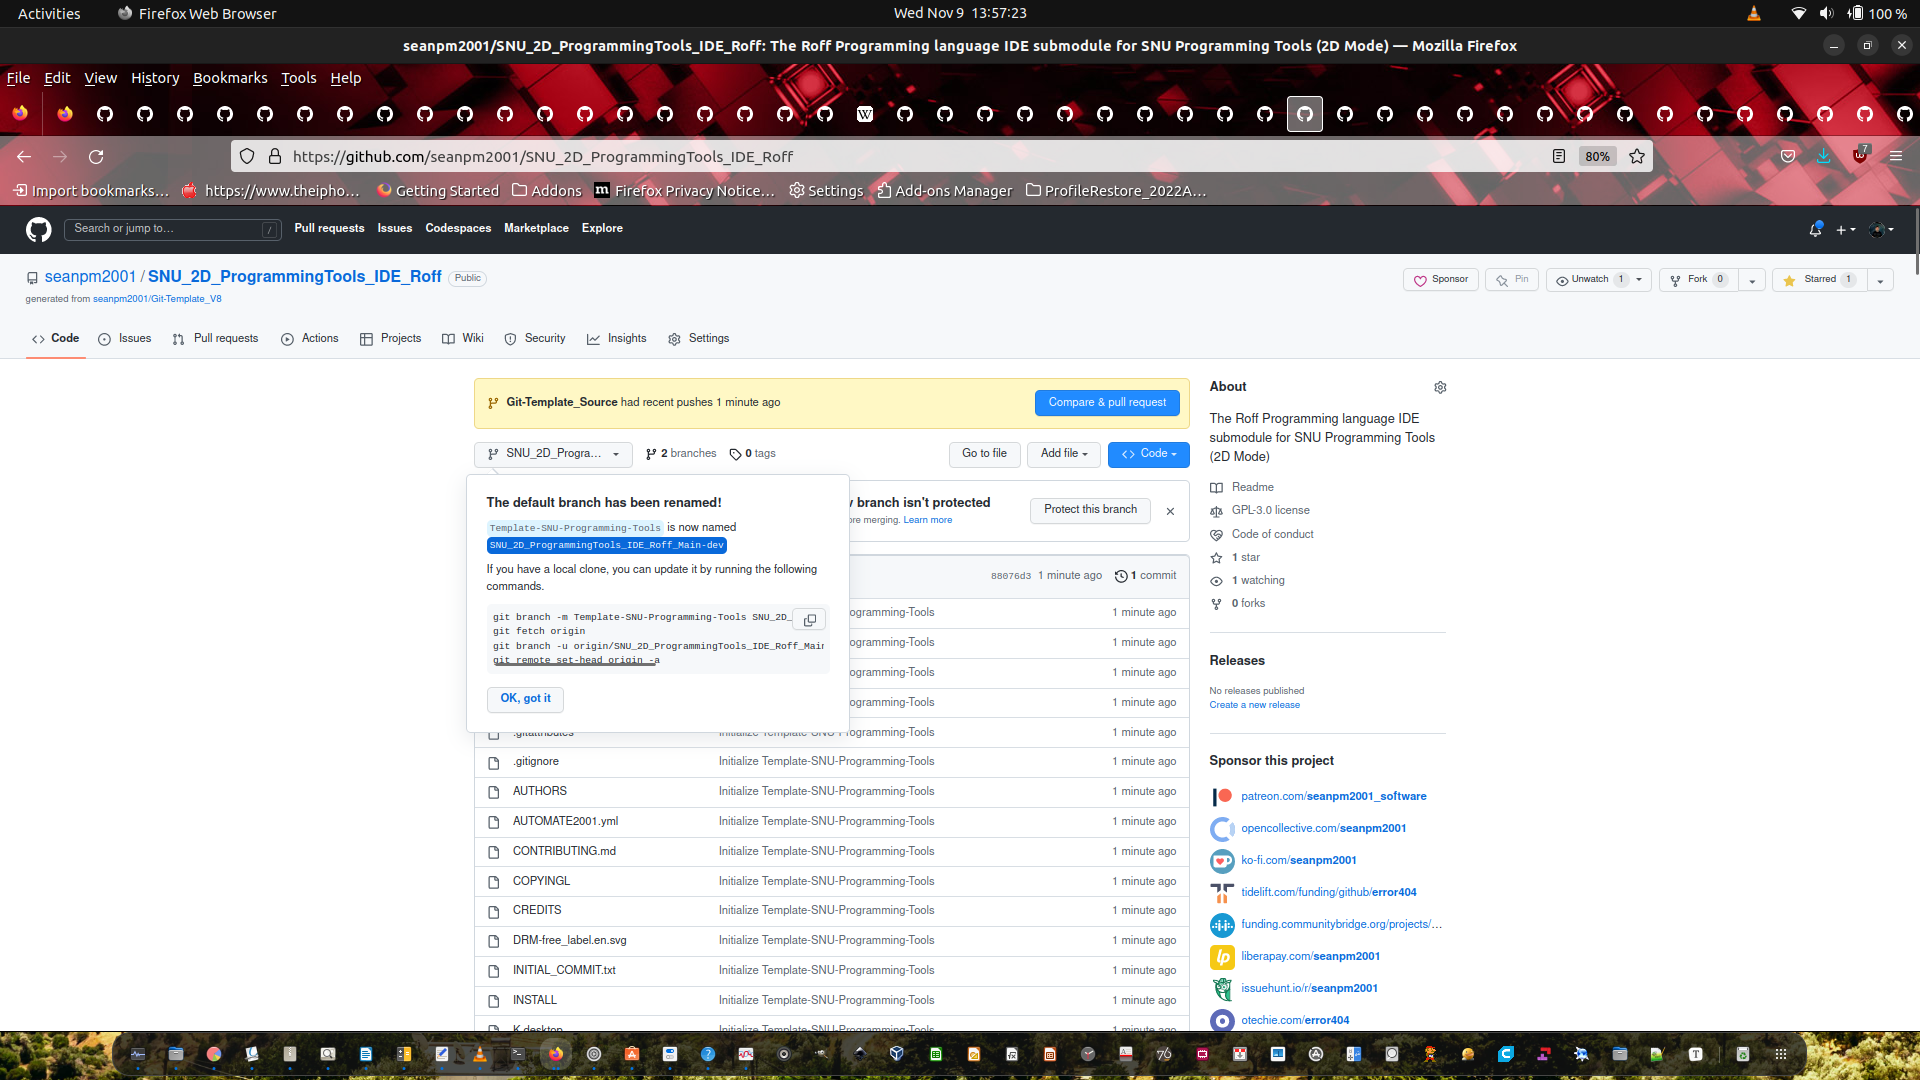 Activities
Firefox Web Browser
Wed Nov 9 13:57:23
100 %
seanpm2001/SNU_2D_ProgrammingTools_IDE_Roff: The Roff Programming language IDE submodule for SNU Programming Tools (2D Mode) — Mozilla Firefox
File Edit View History Bookmarks Tools Help
https://github.com/seanpm2001/SNU_2D_ProgrammingTools_IDE_Roff
80%
7
Import bookmarks…
https://www.theipho…
Getting Started
Addons
Firefox Privacy Notice…
Settings
Add-ons Manager
ProfileRestore_2022A…
Search or jump to… /
Pull requests Issues Codespaces Marketplace Explore
seanpm2001 / SNU_2D_ProgrammingTools_IDE_Roff Public
generated from seanpm2001/Git-Template_V8
Sponsor
Pin
Unwatch 1
Fork 0
Starred 1
Code
Issues
Pull requests
Actions
Projects
Wiki
Security
Insights
Settings
Git-Template_Source had recent pushes 1 minute ago
Compare & pull request
SNU_2D_Progra…
2 branches
0 tags
Go to file
Add file
Code
The default branch has been renamed!
Template-SNU-Programming-Tools is now named
SNU_2D_ProgrammingTools_IDE_Roff_Main-dev
If you have a local clone, you can update it by running the following
commands.
git branch -m Template-SNU-Programming-Tools SNU_2D_
git fetch origin
git branch -u origin/SNU_2D_ProgrammingTools_IDE_Roff_Main
git remote set-head origin -a
OK, got it
branch isn't protected
ore merging. Learn more
Protect this branch
88076d3 1 minute ago 1 commit
ogramming-Tools 1 minute ago
ogramming-Tools 1 minute ago
ogramming-Tools 1 minute ago
ogramming-Tools 1 minute ago
.gitattributes Initialize Template-SNU-Programming-Tools 1 minute ago
.gitignore Initialize Template-SNU-Programming-Tools 1 minute ago
AUTHORS Initialize Template-SNU-Programming-Tools 1 minute ago
AUTOMATE2001.yml Initialize Template-SNU-Programming-Tools 1 minute ago
CONTRIBUTING.md Initialize Template-SNU-Programming-Tools 1 minute ago
COPYINGL Initialize Template-SNU-Programming-Tools 1 minute ago
CREDITS Initialize Template-SNU-Programming-Tools 1 minute ago
DRM-free_label.en.svg Initialize Template-SNU-Programming-Tools 1 minute ago
INITIAL_COMMIT.txt Initialize Template-SNU-Programming-Tools 1 minute ago
INSTALL Initialize Template-SNU-Programming-Tools 1 minute ago
K.desktop Initialize Template-SNU-Programming-Tools 1 minute ago
About
The Roff Programming language IDE
submodule for SNU Programming Tools
(2D Mode)
Readme
GPL-3.0 license
Code of conduct
1 star
1 watching
0 forks
Releases
No releases published
Create a new release
Sponsor this project
patreon.com/seanpm2001_software
opencollective.com/seanpm2001
ko-fi.com/seanpm2001
tidelift.com/funding/github/error404
funding.communitybridge.org/projects/…
liberapay.com/seanpm2001
issuehunt.io/r/seanpm2001
otechie.com/error404